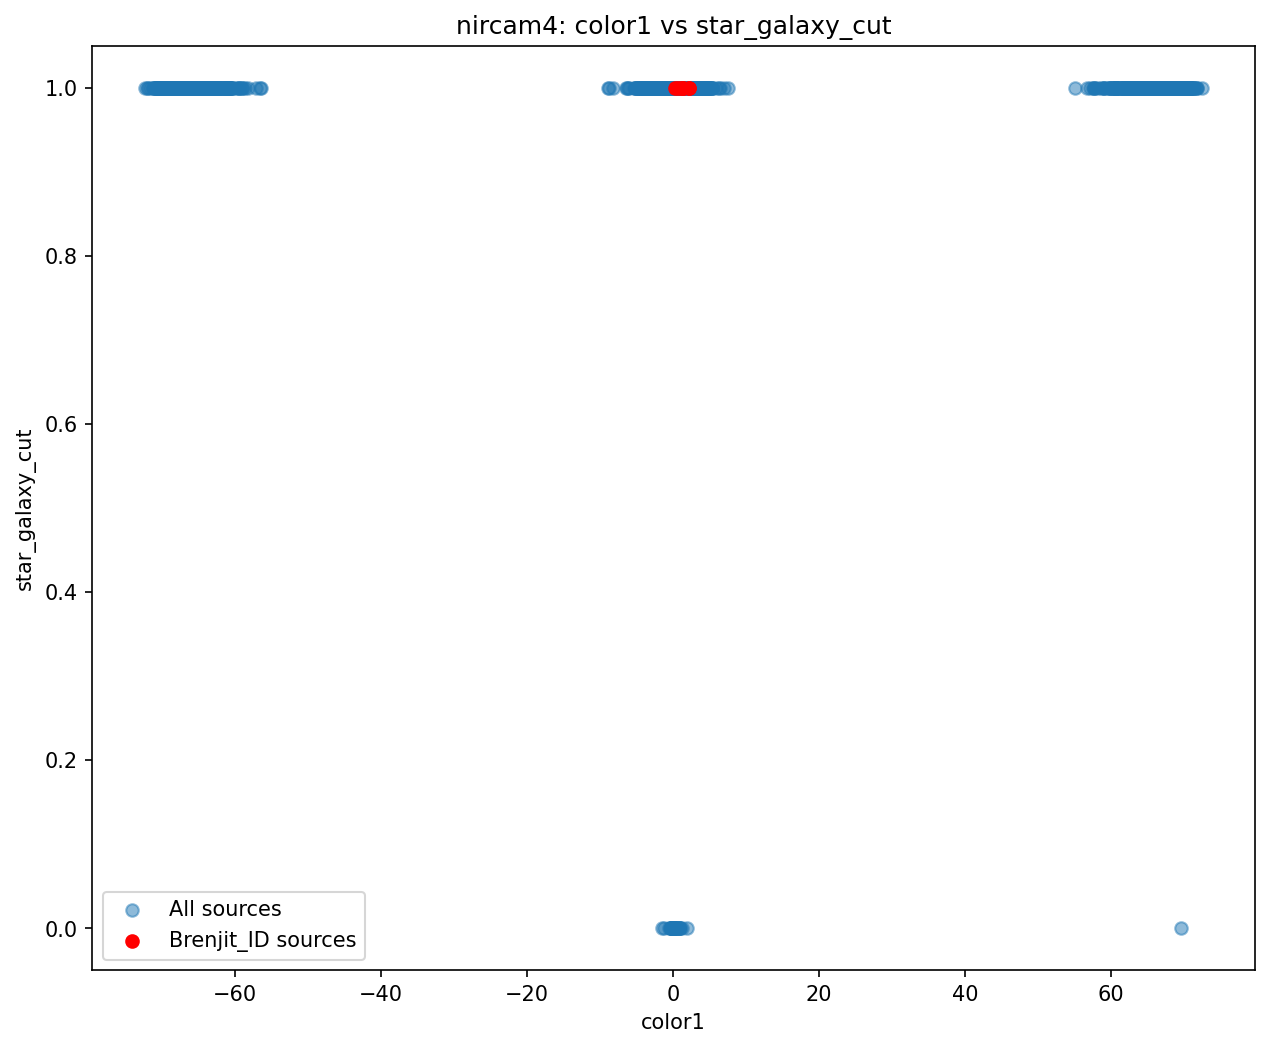 nircam4: color1 vs star_galaxy_cut
1.0
0.8
0.6
0.4
0.2
0.0
star_galaxy_cut
All sources
Brenjit_ID sources
−60
−40
−20
0
20
40
60
color1